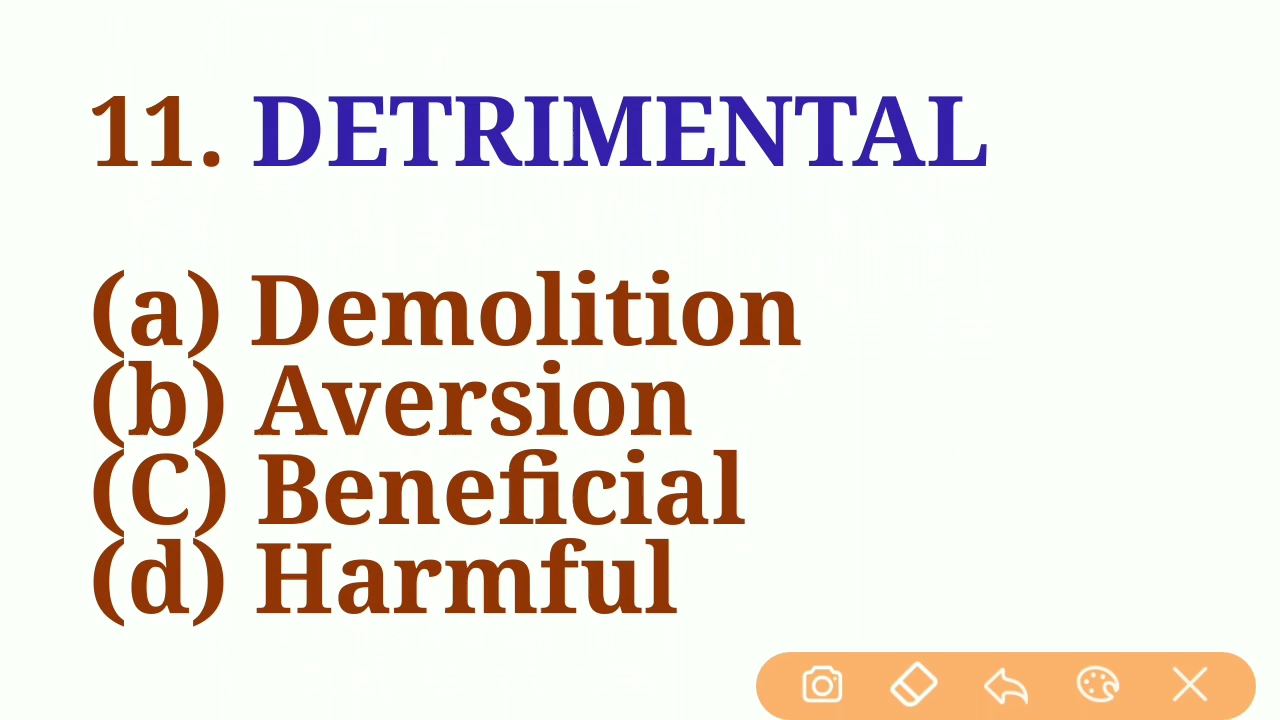 11. DETRIMENTAL
(a) Demolition
(b) Aversion
(C) Beneficial
(d) Harmful